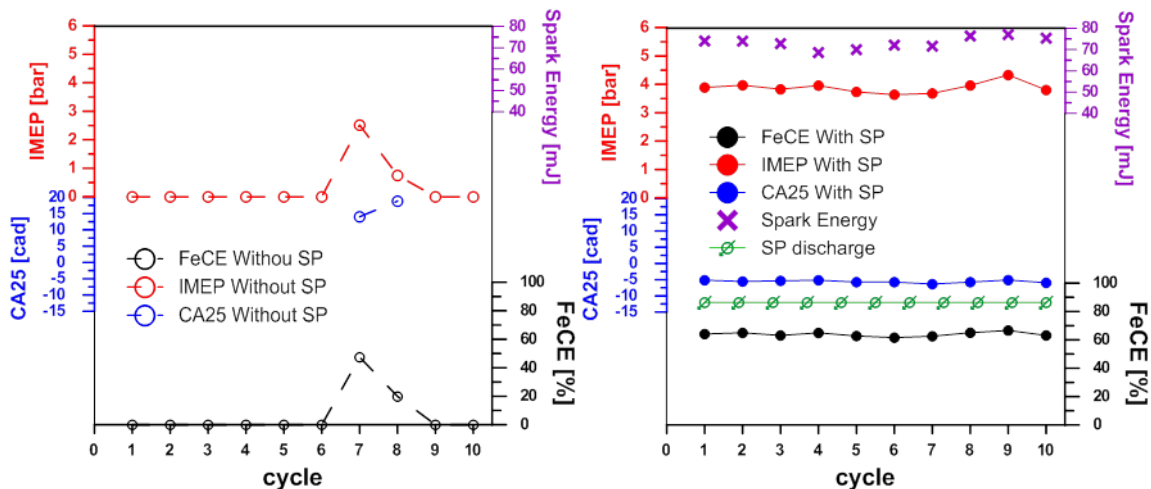 6
5
4
3
2
1
0
IMEP [bar]
80
70
60
50
40
Spark Energy [mJ]
20
15
10
5
0
-5
-10
-15
CA25 [cad]
FeCE Withou SP
IMEP Without SP
CA25 Without SP
100
80
60
40
20
0
FeCE [%]
0 1 2 3 4 5 6 7 8 9 10
cycle
6
5
4
3
2
1
0
IMEP [bar]
80
70
60
50
40
Spark Energy [mJ]
FeCE With SP
IMEP With SP
CA25 With SP
Spark Energy
SP discharge
20
15
10
5
0
-5
-10
-15
CA25 [cad]
100
80
60
40
20
0
FeCE [%]
0 1 2 3 4 5 6 7 8 9 10
cycle